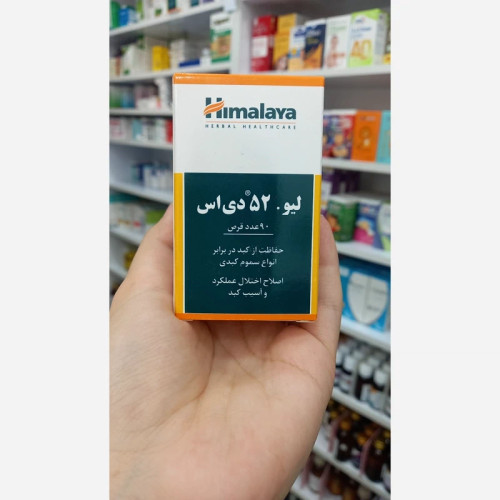 Himalaya
HERBAL HEALTHCARE
لیو. ۵۲® دی‌اس
۹۰ عدد قرص
حفاظت از کبد در برابر
انواع سموم کبدی
اصلاح اختلال عملکرد
و آسیب کبد